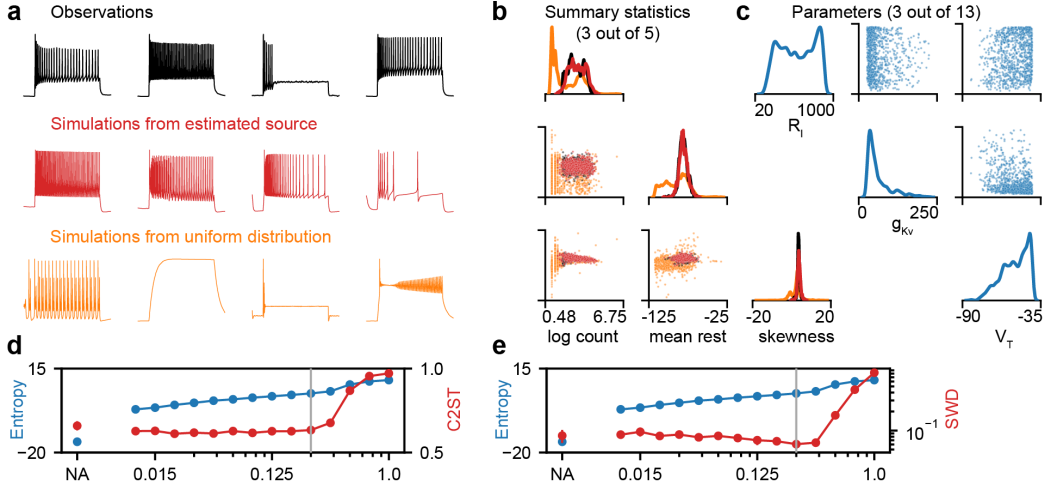 a
Observations
Simulations from estimated source
Simulations from uniform distribution
b
Summary statistics
(3 out of 5)
0.48 6.75
log count
-125 -25
mean rest
-20 20
skewness
c
Parameters (3 out of 13)
20 1000
R_I
0 250
g_Kv
-90 -35
V_T
d
15
−20
Entropy
1.0
0.5
C2ST
NA 0.015 0.125 1.0
e
15
−20
Entropy
10^−1
SWD
NA 0.015 0.125 1.0